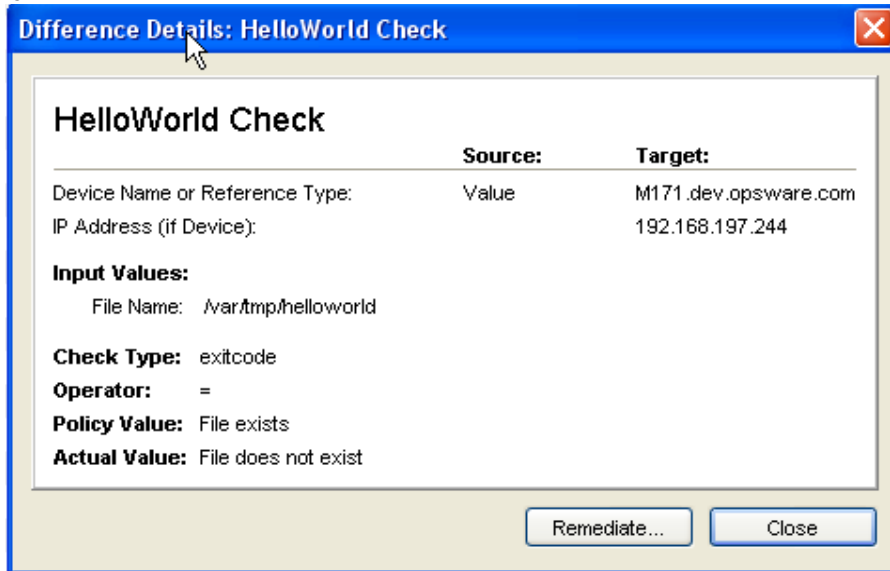 Difference Details: HelloWorld Check
HelloWorld Check
Source: Target:
Device Name or Reference Type: Value M171.dev.opsware.com
IP Address (if Device): 192.168.197.244
Input Values:
File Name: /var/tmp/helloworld
Check Type: exitcode
Operator: =
Policy Value: File exists
Actual Value: File does not exist
Remediate... Close